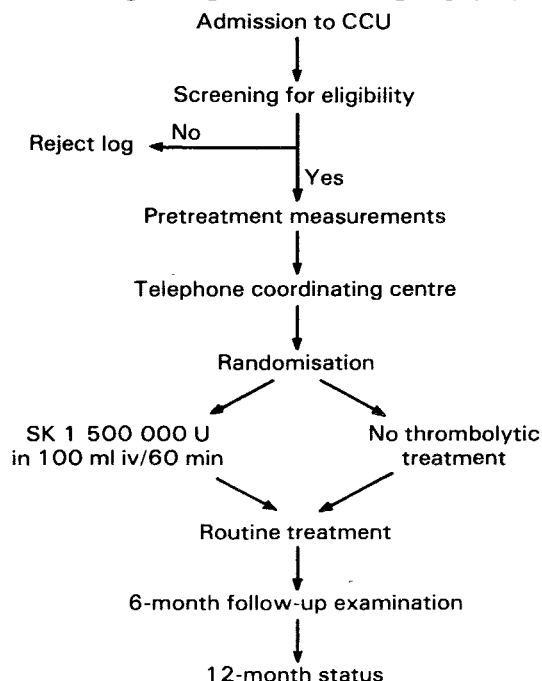 Admission to CCU
Screening for eligibility
No
Reject log
Yes
Pretreatment measurements
Telephone coordinating centre
Randomisation
SK 1 500 000 U
in 100 ml iv/60 min
No thrombolytic
treatment
Routine treatment
6-month follow-up examination
12-month status